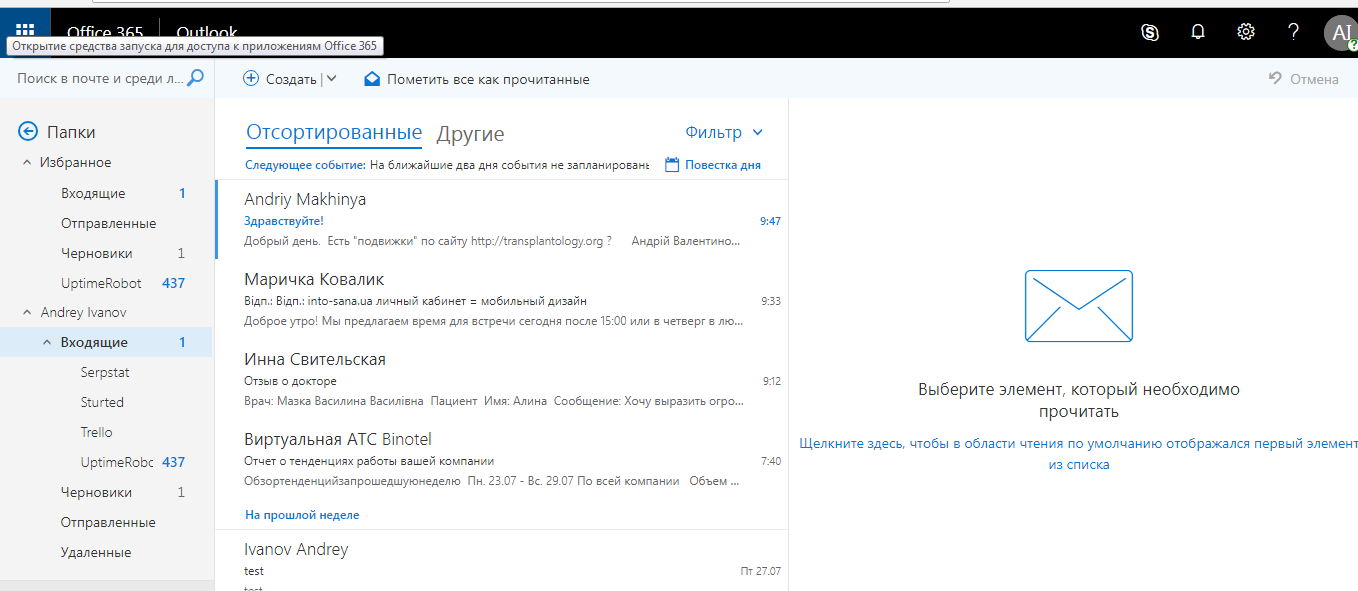 Office 365 Outlook
AI
Открытие средства запуска для доступа к приложениям Office 365
Поиск в почте и среди л...
Создать
Пометить все как прочитанные
Отмена
Папки
Избранное
Входящие 1
Отправленные
Черновики 1
UptimeRobot 437
Andrey Ivanov
Входящие 1
Serpstat
Sturted
Trello
UptimeRobc 437
Черновики 1
Отправленные
Удаленные
Отсортированные Другие
Фильтр
Следующее событие: На ближайшие два дня события не запланированы
Повестка дня
Andriy Makhinya
Здравствуйте! 9:47
Добрый день. Есть "подвижки" по сайту http://transplantology.org ? Андрій Валентино...
Маричка Ковалик
Відп.: Відп.: into-sana.ua личный кабинет = мобильный дизайн 9:33
Доброе утро! Мы предлагаем время для встречи сегодня после 15:00 или в четверг в лю...
Инна Свительская
Отзыв о докторе 9:12
Врач: Мазка Василина Василівна Пациент Имя: Алина Сообщение: Хочу выразить огро...
Виртуальная АТС Binotel
Отчет о тенденциях работы вашей компании 7:40
Обзортенденцийзапрошедшуюнеделю Пн. 23.07 - Вс. 29.07 По всей компании Объем ...
На прошлой неделе
Ivanov Andrey
test Пт 27.07
test
Выберите элемент, который необходимо
прочитать
Щелкните здесь, чтобы в области чтения по умолчанию отображался первый элемент
из списка